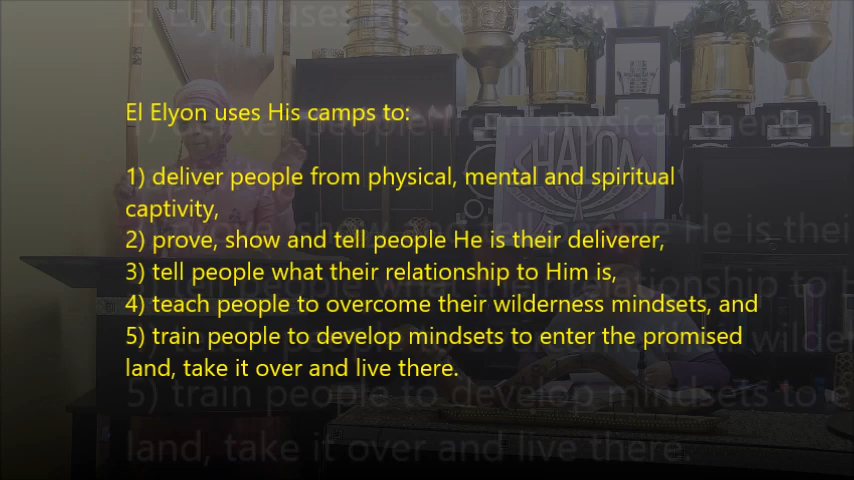 El Elyon uses His camps to:
1) deliver people from physical, mental and spiritual
captivity,
2) prove, show and tell people He is their deliverer,
3) tell people what their relationship to Him is,
4) teach people to overcome their wilderness mindsets, and
5) train people to develop mindsets to enter the promised
land, take it over and live there.